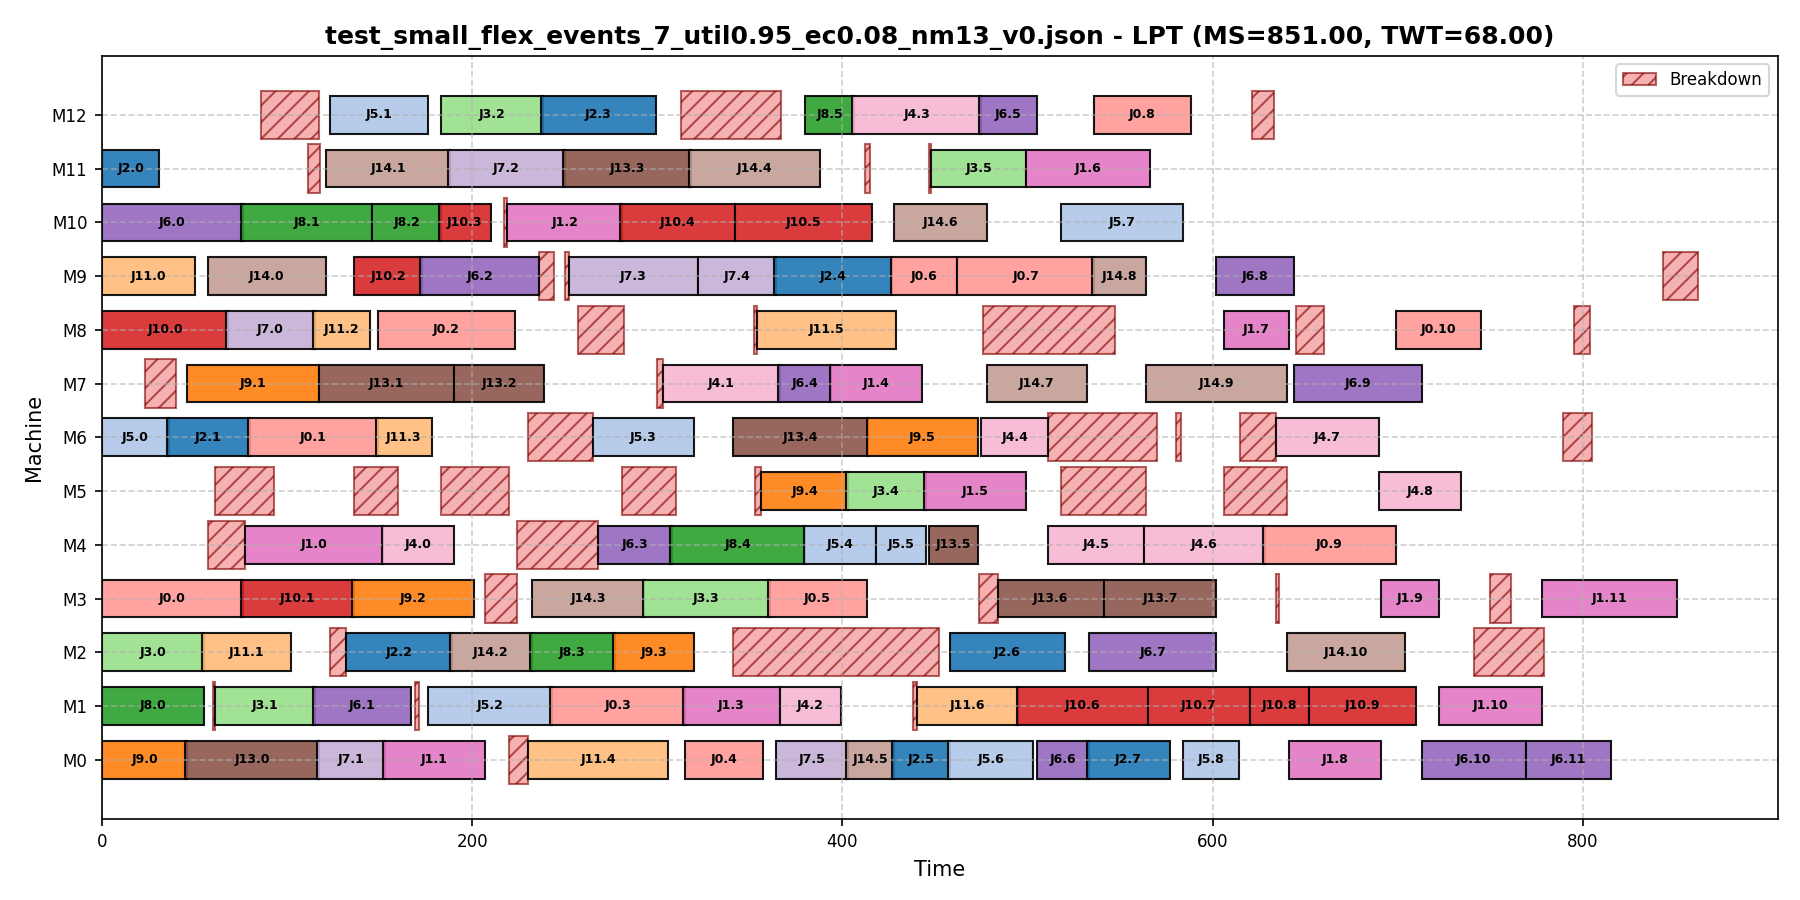 test_small_flex_events_7_util0.95_ec0.08_nm13_v0.json - LPT (MS=851.00, TWT=68.00)
Breakdown
M12 J5.1 J3.2 J2.3 J8.5 J4.3 J6.5 J0.8
M11 J2.0 J14.1 J7.2 J13.3 J14.4 J3.5 J1.6
M10 J6.0 J8.1 J8.2 J10.3 J1.2 J10.4 J10.5 J14.6 J5.7
M9 J11.0 J14.0 J10.2 J6.2 J7.3 J7.4 J2.4 J0.6 J0.7 J14.8 J6.8
M8 J10.0 J7.0 J11.2 J0.2 J11.5 J1.7 J0.10
M7 J9.1 J13.1 J13.2 J4.1 J6.4 J1.4 J14.7 J14.9 J6.9
M6 J5.0 J2.1 J0.1 J11.3 J5.3 J13.4 J9.5 J4.4 J4.7
M5 J9.4 J3.4 J1.5 J4.8
M4 J1.0 J4.0 J6.3 J8.4 J5.4 J5.5 J13.5 J4.5 J4.6 J0.9
M3 J0.0 J10.1 J9.2 J14.3 J3.3 J0.5 J13.6 J13.7 J1.9 J1.11
M2 J3.0 J11.1 J2.2 J14.2 J8.3 J9.3 J2.6 J6.7 J14.10
M1 J8.0 J3.1 J6.1 J5.2 J0.3 J1.3 J4.2 J11.6 J10.6 J10.7 J10.8 J10.9 J1.10
M0 J9.0 J13.0 J7.1 J1.1 J11.4 J0.4 J7.5 J14.5 J2.5 J5.6 J6.6 J2.7 J5.8 J1.8 J6.10 J6.11
0 200 400 600 800
Time
Machine